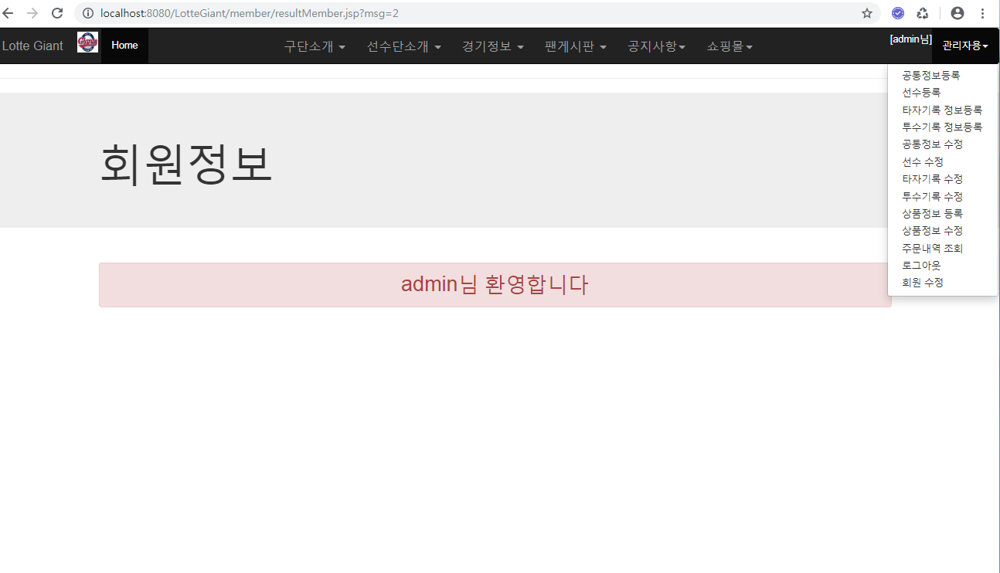 localhost:8080/LotteGiant/member/resultMember.jsp?msg=2
Lotte Giant Giants Home 구단소개 선수단소개 경기정보 팬게시판 공지사항 쇼핑몰 [admin님] 관리자용
공통정보등록
선수등록
타자기록 정보등록
투수기록 정보등록
공통정보 수정
선수 수정
타자기록 수정
투수기록 수정
상품정보 등록
상품정보 수정
주문내역 조회
로그아웃
회원 수정
회원정보
admin님 환영합니다